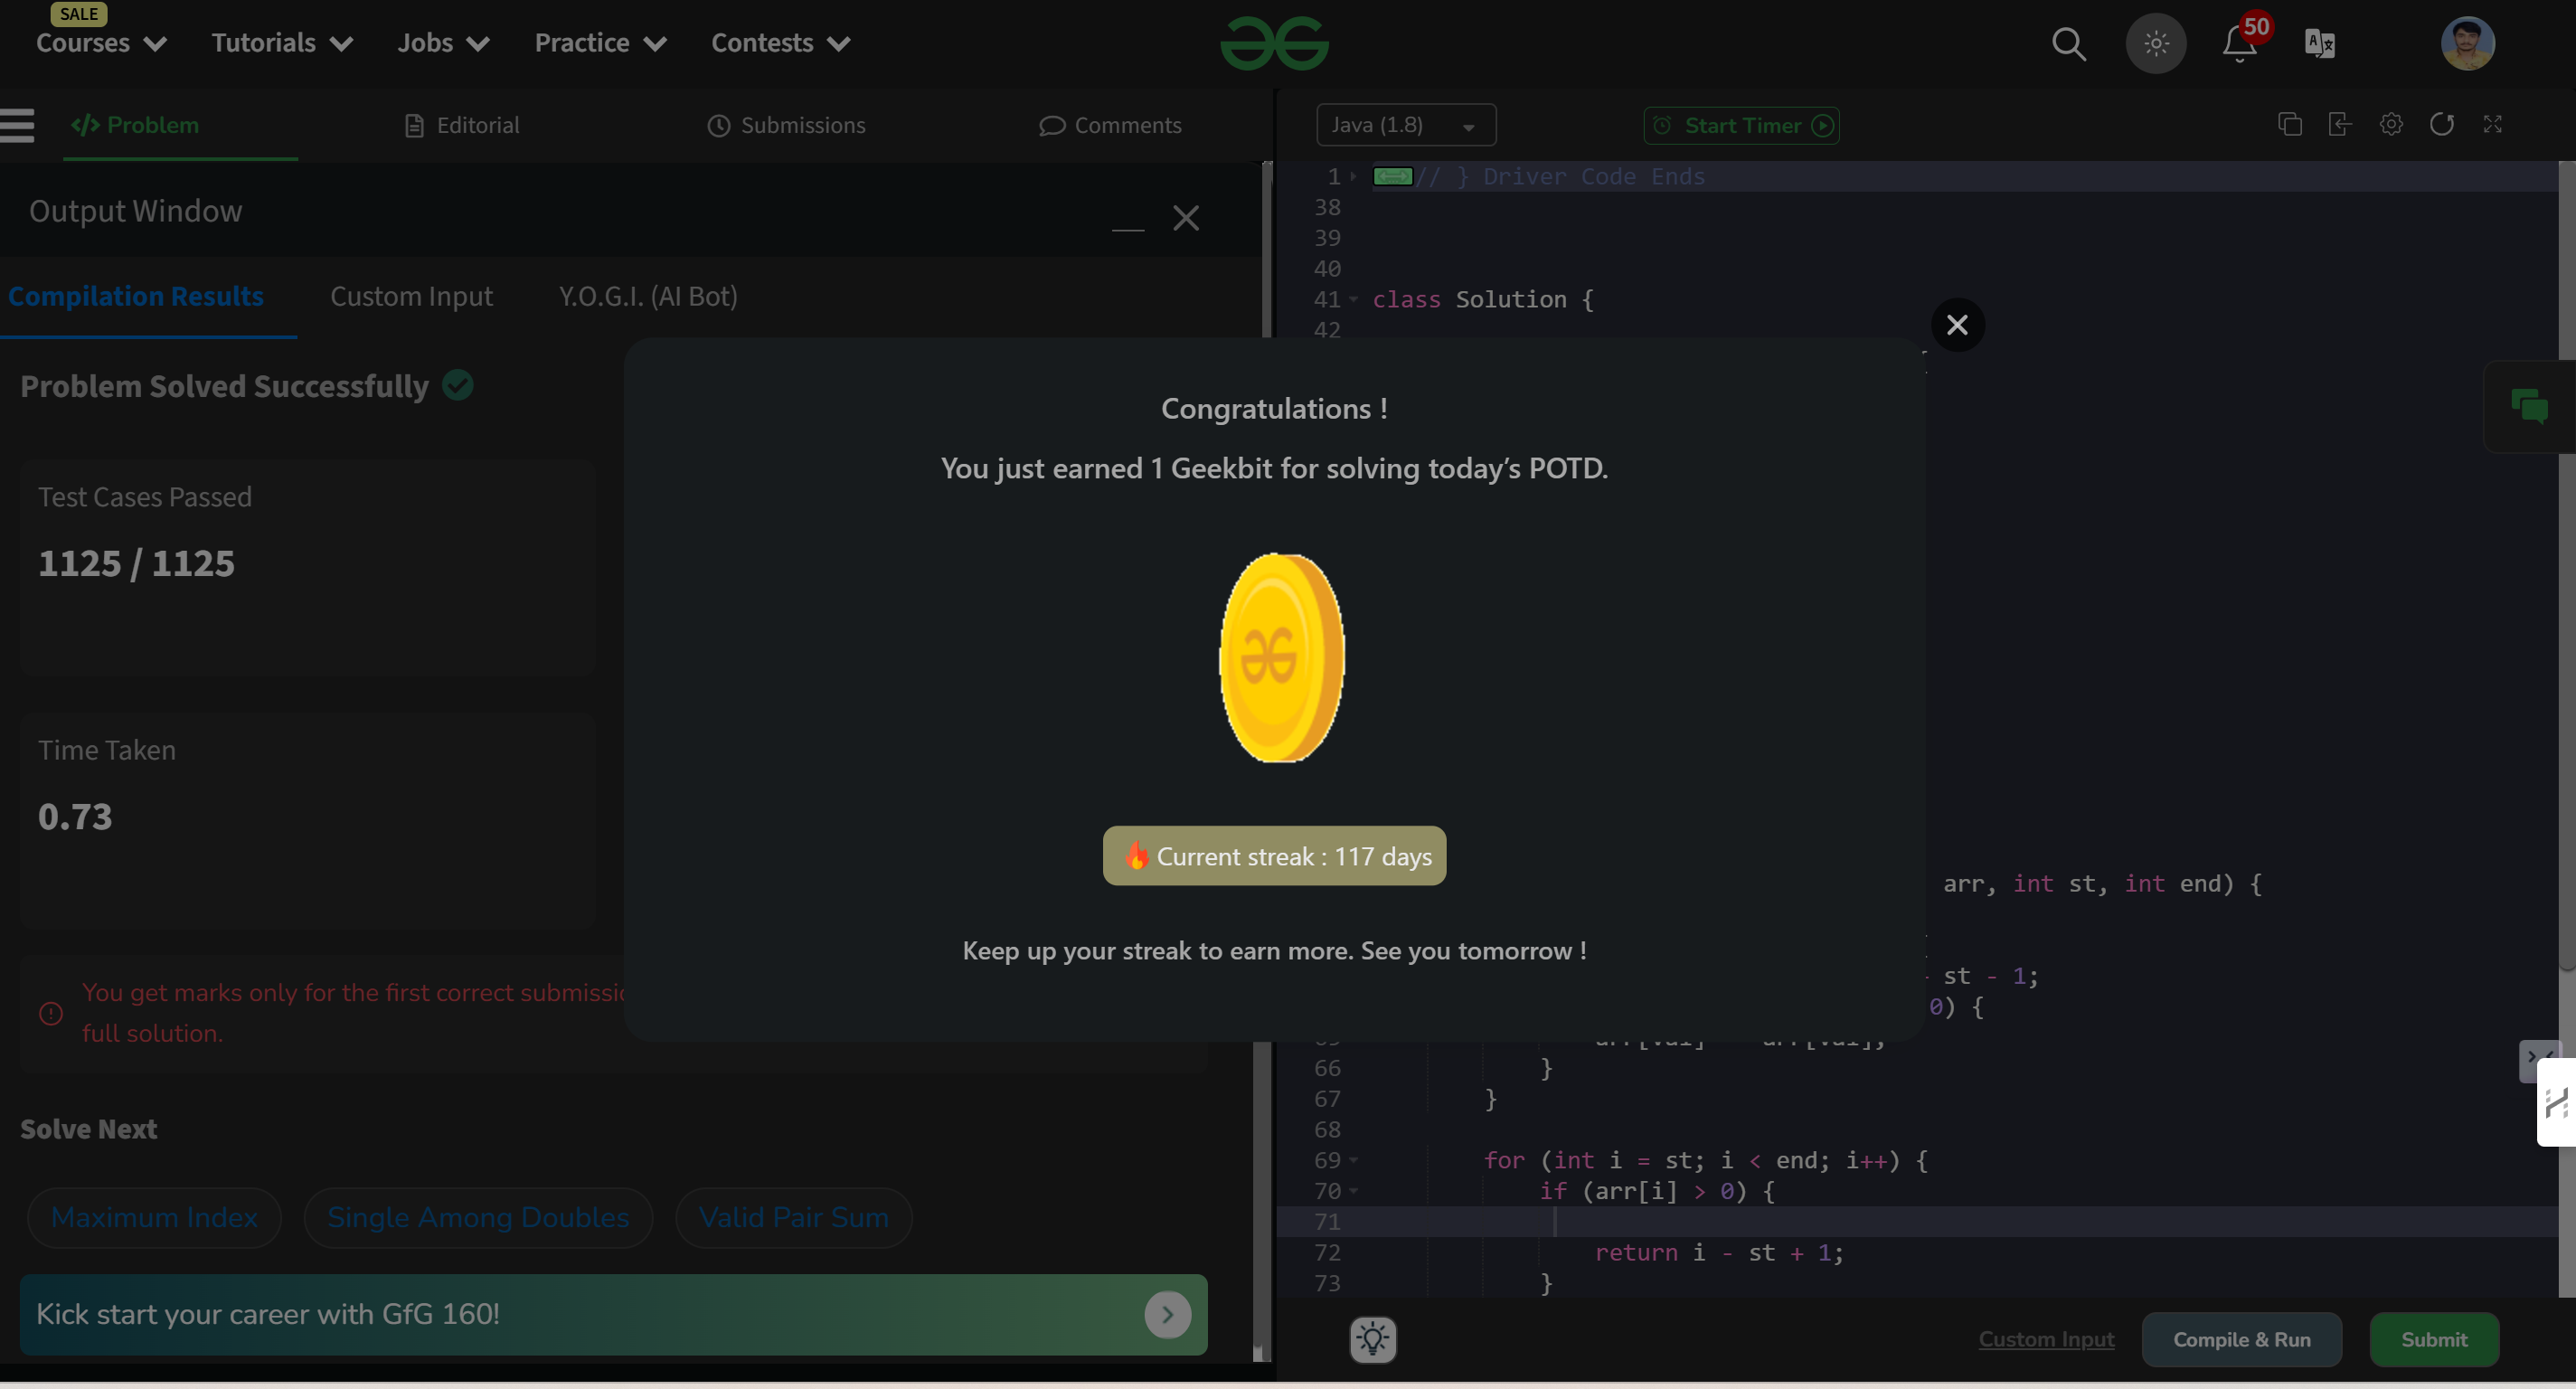 SALE
Courses
Tutorials
Jobs
Practice
Contests
50
Problem
Editorial
Submissions
Comments
Java (1.8)
Start Timer
Output Window
Compilation Results
Custom Input
Y.O.G.I. (AI Bot)
Problem Solved Successfully
Test Cases Passed
1125 / 1125
Time Taken
0.73
You get marks only for the first correct
full solution.
Solve Next
Maximum Index
Single Among Doubles
Valid Pair Sum
Kick start your career with GfG 160!
Congratulations !
You just earned 1 Geekbit for solving today's POTD.
Current streak : 117 days
Keep up your streak to earn more. See you tomorrow !
1 // } Driver Code Ends
38
39
40
41 class Solution {
42
arr, int st, int end) {
st - 1;
0) {
66 }
67 }
68
69 for (int i = st; i < end; i++) {
70 if (arr[i] > 0) {
71
72 return i - st + 1;
73 }
Custom Input
Compile & Run
Submit